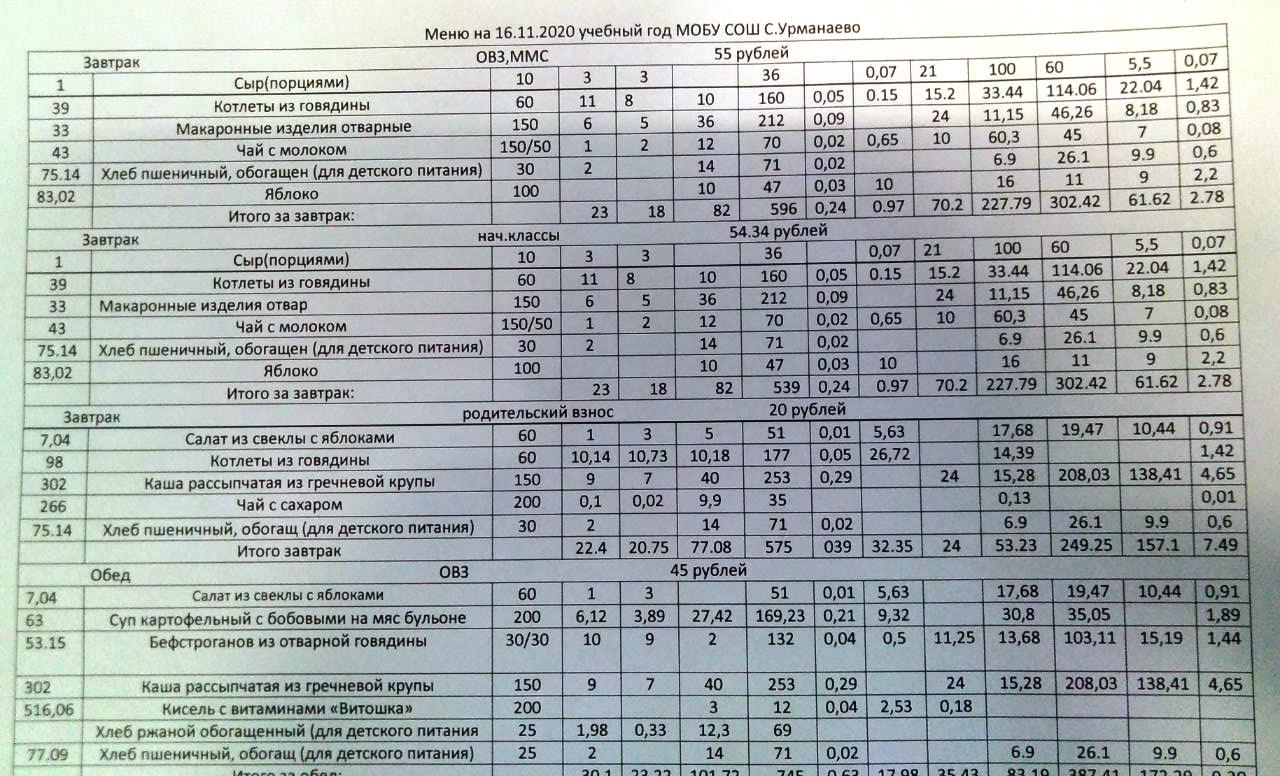 Меню на 16.11.2020 учебный год МОБУ СОШ С.Урманаево
Завтрак ОВЗ,ММС 55 рублей
1 Сыр(порциями) 10 3 3 36 0,07 21 100 60 5,5 0,07
39 Котлеты из говядины 60 11 8 10 160 0,05 0.15 15.2 33.44 114.06 22.04 1,42
33 Макаронные изделия отварные 150 6 5 36 212 0,09 24 11,15 46,26 8,18 0,83
43 Чай с молоком 150/50 1 2 12 70 0,02 0,65 10 60,3 45 7 0,08
75.14 Хлеб пшеничный, обогащен (для детского питания) 30 2 14 71 0,02 6.9 26.1 9.9 0,6
83,02 Яблоко 100 10 47 0,03 10 16 11 9 2,2
Итого за завтрак: 23 18 82 596 0,24 0.97 70.2 227.79 302.42 61.62 2.78
Завтрак нач.классы 54.34 рублей
1 Сыр(порциями) 10 3 3 36 0,07 21 100 60 5,5 0,07
39 Котлеты из говядины 60 11 8 10 160 0,05 0.15 15.2 33.44 114.06 22.04 1,42
33 Макаронные изделия отвар 150 6 5 36 212 0,09 24 11,15 46,26 8,18 0,83
43 Чай с молоком 150/50 1 2 12 70 0,02 0,65 10 60,3 45 7 0,08
75.14 Хлеб пшеничный, обогащен (для детского питания) 30 2 14 71 0,02 6.9 26.1 9.9 0,6
83,02 Яблоко 100 10 47 0,03 10 16 11 9 2,2
Итого за завтрак: 23 18 82 539 0,24 0.97 70.2 227.79 302.42 61.62 2.78
Завтрак родительский взнос 20 рублей
7,04 Салат из свеклы с яблоками 60 1 3 5 51 0,01 5,63 17,68 19,47 10,44 0,91
98 Котлеты из говядины 60 10,14 10,73 10,18 177 0,05 26,72 14,39 1,42
302 Каша рассыпчатая из гречневой крупы 150 9 7 40 253 0,29 24 15,28 208,03 138,41 4,65
266 Чай с сахаром 200 0,1 0,02 9,9 35 0,13 0,01
75.14 Хлеб пшеничный, обогащ (для детского питания) 30 2 14 71 0,02 6.9 26.1 9.9 0,6
Итого завтрак 22.4 20.75 77.08 575 039 32.35 24 53.23 249.25 157.1 7.49
Обед ОВЗ 45 рублей
7,04 Салат из свеклы с яблоками 60 1 3 51 0,01 5,63 17,68 19,47 10,44 0,91
63 Суп картофельный с бобовыми на мяс бульоне 200 6,12 3,89 27,42 169,23 0,21 9,32 30,8 35,05 1,89
53.15 Бефстроганов из отварной говядины 30/30 10 9 2 132 0,04 0,5 11,25 13,68 103,11 15,19 1,44
302 Каша рассыпчатая из гречневой крупы 150 9 7 40 253 0,29 24 15,28 208,03 138,41 4,65
516,06 Кисель с витаминами «Витошка» 200 3 12 0,04 2,53 0,18
Хлеб ржаной обогащенный (для детского питания 25 1,98 0,33 12,3 69
77.09 Хлеб пшеничный, обогащ (для детского питания) 25 2 14 71 0,02 6.9 26.1 9.9 0,6
Итого за обед: 30.1 23.22 101.72 745 0.63 17.98 35.43 83.19 387.41